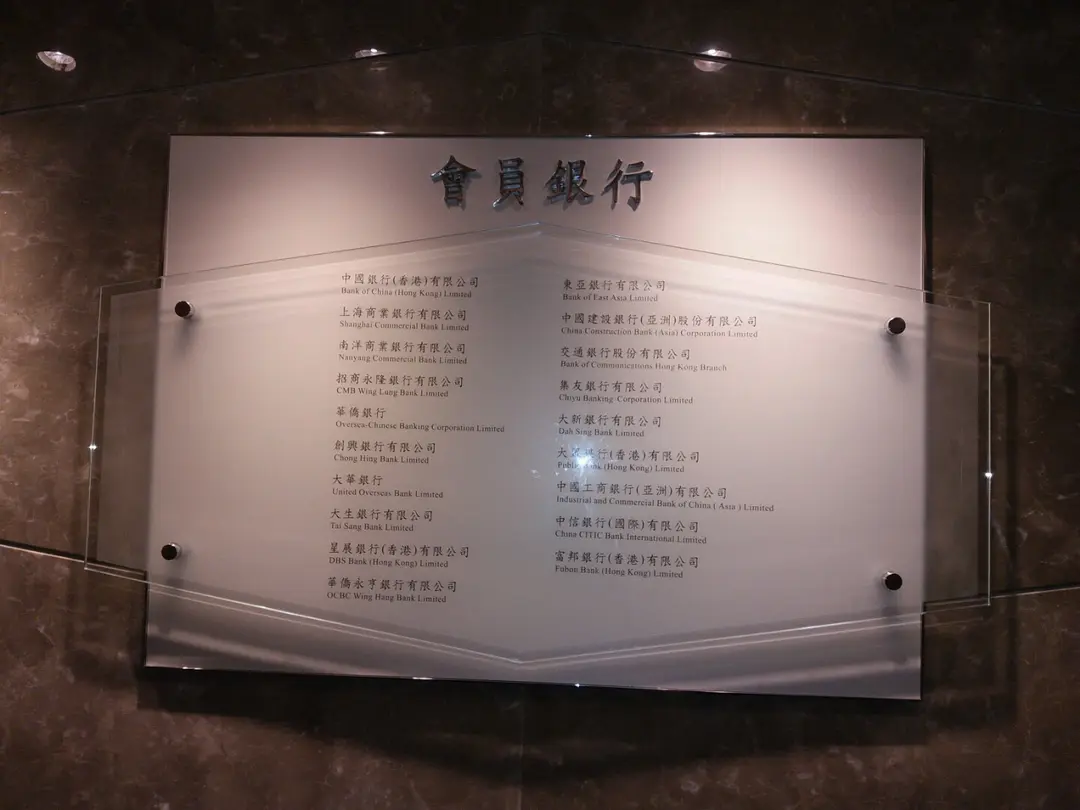 會員銀行
中國銀行(香港)有限公司
Bank of China (Hong Kong) Limited
上海商業銀行有限公司
Shanghai Commercial Bank Limited
南洋商業銀行有限公司
Nanyang Commercial Bank Limited
招商永隆銀行有限公司
CMB Wing Lung Bank Limited
華僑銀行
Oversea-Chinese Banking Corporation Limited
創興銀行有限公司
Chong Hing Bank Limited
大華銀行
United Overseas Bank Limited
大生銀行有限公司
Tai Sang Bank Limited
星展銀行(香港)有限公司
DBS Bank (Hong Kong) Limited
華僑永亨銀行有限公司
OCBC Wing Hang Bank Limited
東亞銀行有限公司
Bank of East Asia Limited
中國建設銀行(亞洲)股份有限公司
China Construction Bank (Asia) Corporation Limited
交通銀行股份有限公司
Bank of Communications Hong Kong Branch
集友銀行有限公司
Chiyu Banking Corporation Limited
大新銀行有限公司
Dah Sing Bank Limited
大眾銀行(香港)有限公司
Public Bank (Hong Kong) Limited
中國工商銀行(亞洲)有限公司
Industrial and Commercial Bank of China ( Asia ) Limited
中信銀行(國際)有限公司
China CITIC Bank International Limited
富邦銀行(香港)有限公司
Fubon Bank (Hong Kong) Limited